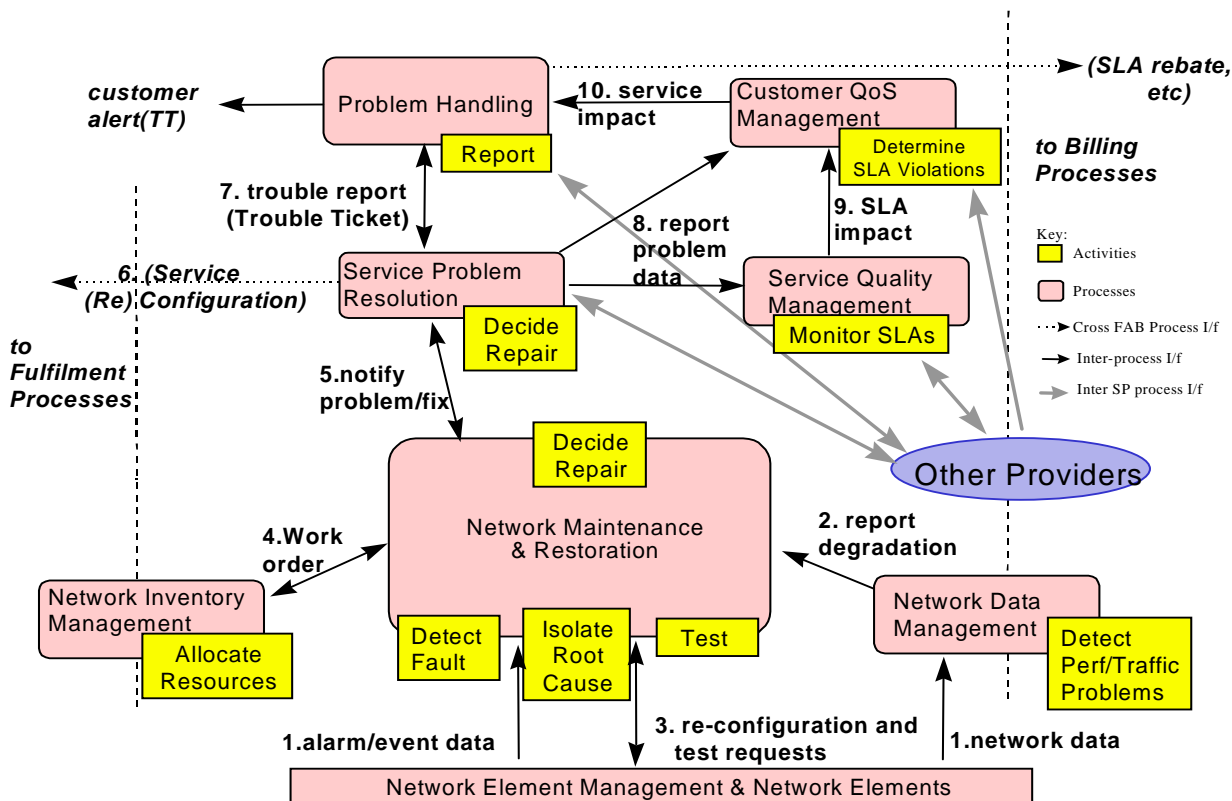 customer
alert(TT)
Problem Handling
Report
10. service
impact
Customer QoS
Management
Determine
SLA Violations
(SLA rebate,
etc)
to Billing
Processes
7. trouble report
(Trouble Ticket)
8. report
problem
data
9. SLA
impact
Key:
Activities
Processes
Cross FAB Process I/f
Inter-process I/f
Inter SP process I/f
6. (Service
(Re) Configuration)
Service Problem
Resolution
Decide
Repair
Service Quality
Management
Monitor SLAs
to
Fulfilment
Processes
5.notify
problem/fix
Decide
Repair
Other Providers
Network Maintenance
& Restoration
4.Work
order
2. report
degradation
Network Inventory
Management
Allocate
Resources
Detect
Fault
Isolate
Root
Cause
Test
Network Data
Management
Detect
Perf/Traffic
Problems
1.alarm/event data
3. re-configuration and
test requests
1.network data
Network Element Management & Network Elements